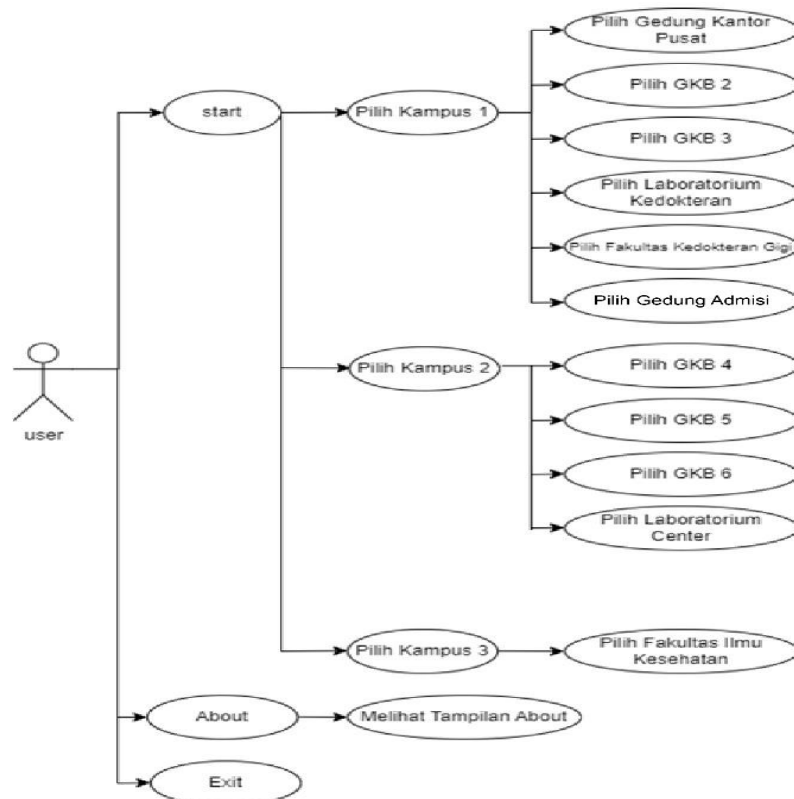 Pilih Gedung Kantor
Pusat
start
Pilih Kampus 1
Pilih GKB 2
Pilih GKB 3
Pilih Laboratorium
Kedokteran
Pilih Fakultas Kedokteran Gigi
Pilih Gedung Admisi
user
Pilih Kampus 2
Pilih GKB 4
Pilih GKB 5
Pilih GKB 6
Pilih Laboratorium
Center
Pilih Kampus 3
Pilih Fakultas Ilmu
Kesehatan
About
Melihat Tampilan About
Exit